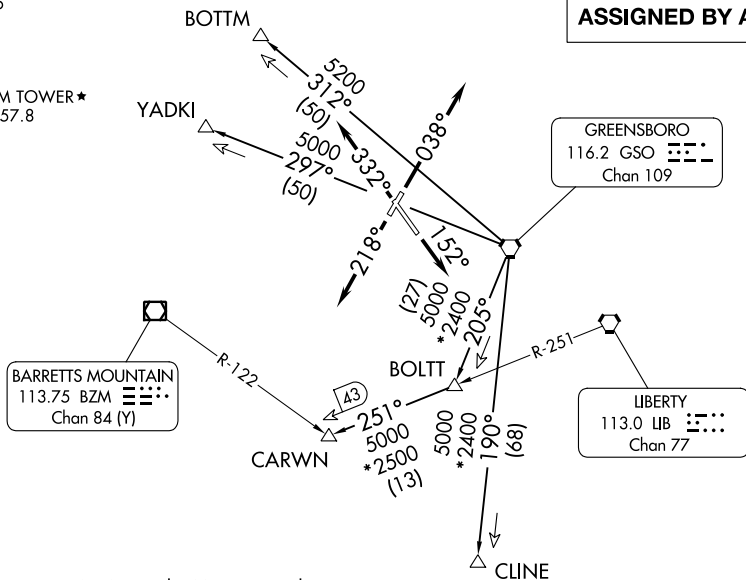 ASSIGNED BY A
BOTTM
M TOWER★
57.8
YADKI
5200
312°
(50)
5000
297°
(50)
332°
038°
218°
152°
GREENSBORO
116.2 GSO
Chan 109
(27)
5000
*2400
205°
BARRETTS MOUNTAIN
113.75 BZM
Chan 84 (Y)
R-122
BOLTT
R-251
LIBERTY
113.0 LIB
Chan 77
43
251°
5000
*2500
(13)
CARWN
5000
*2400
190°
(68)
CLINE